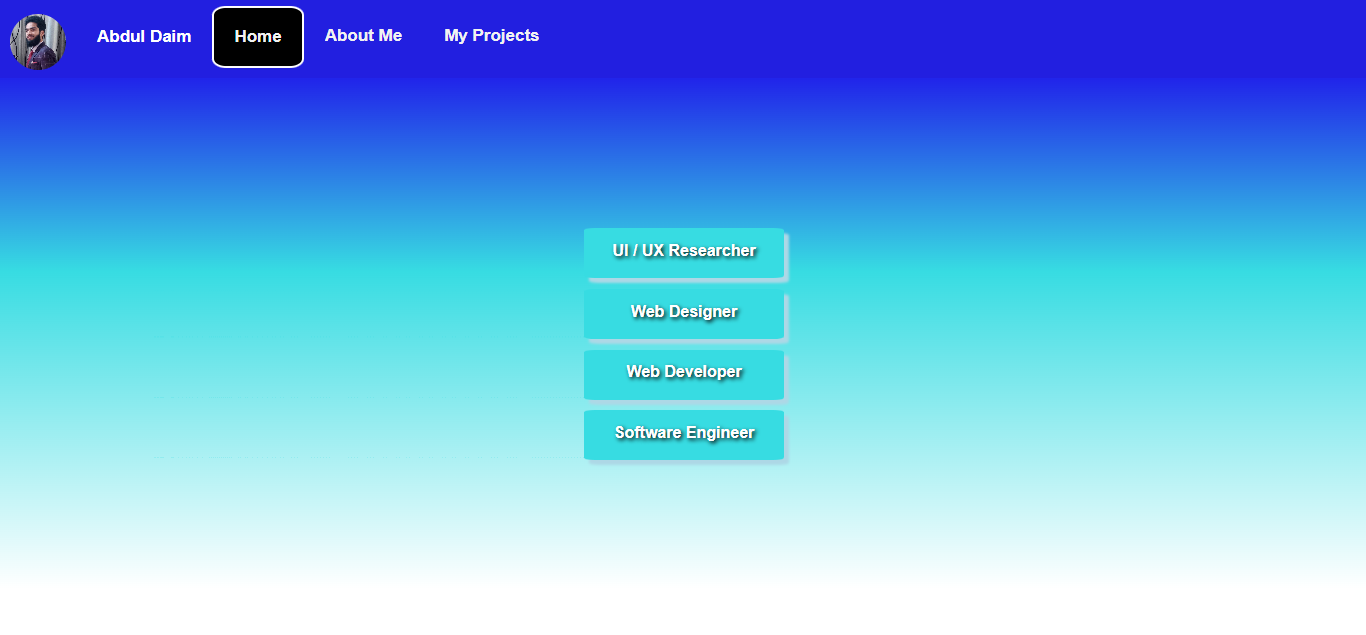 Abdul Daim Home About Me My Projects
UI / UX Researcher
Web Designer
Web Developer
Software Engineer